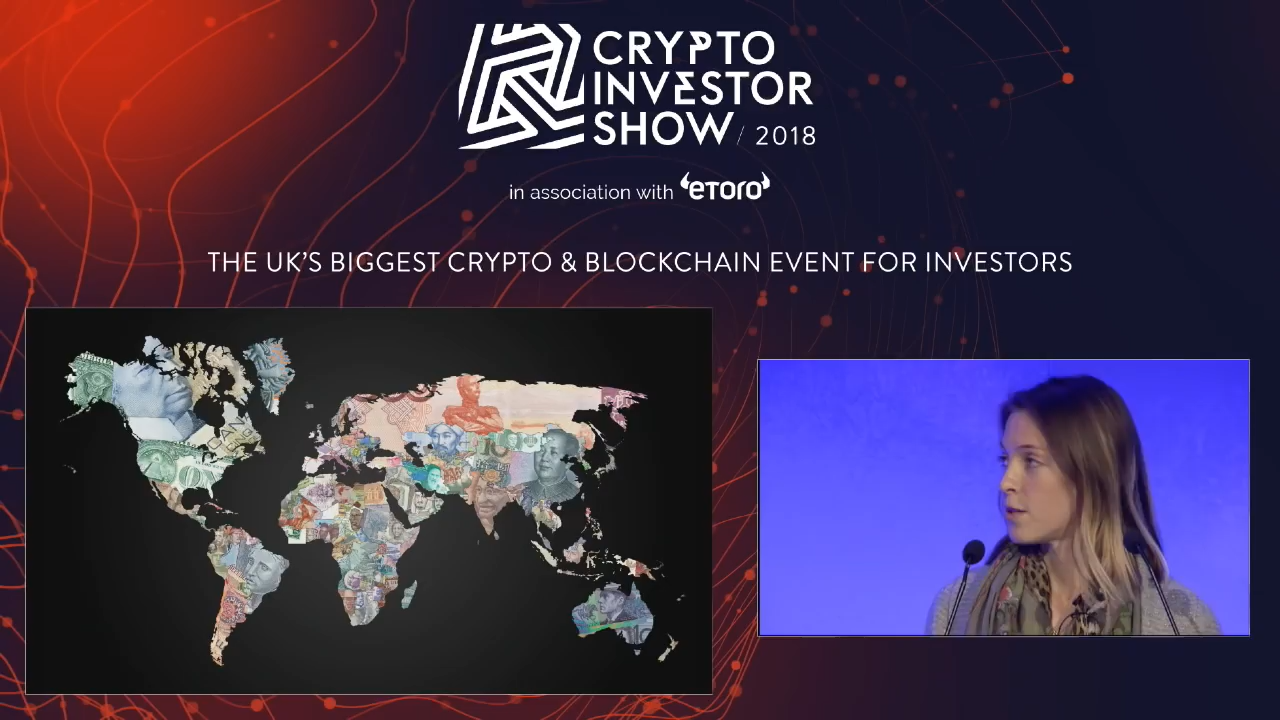 CRYPTO
INVESTOR
SHOW / 2018
in association with eTORO
THE UK'S BIGGEST CRYPTO & BLOCKCHAIN EVENT FOR INVESTORS